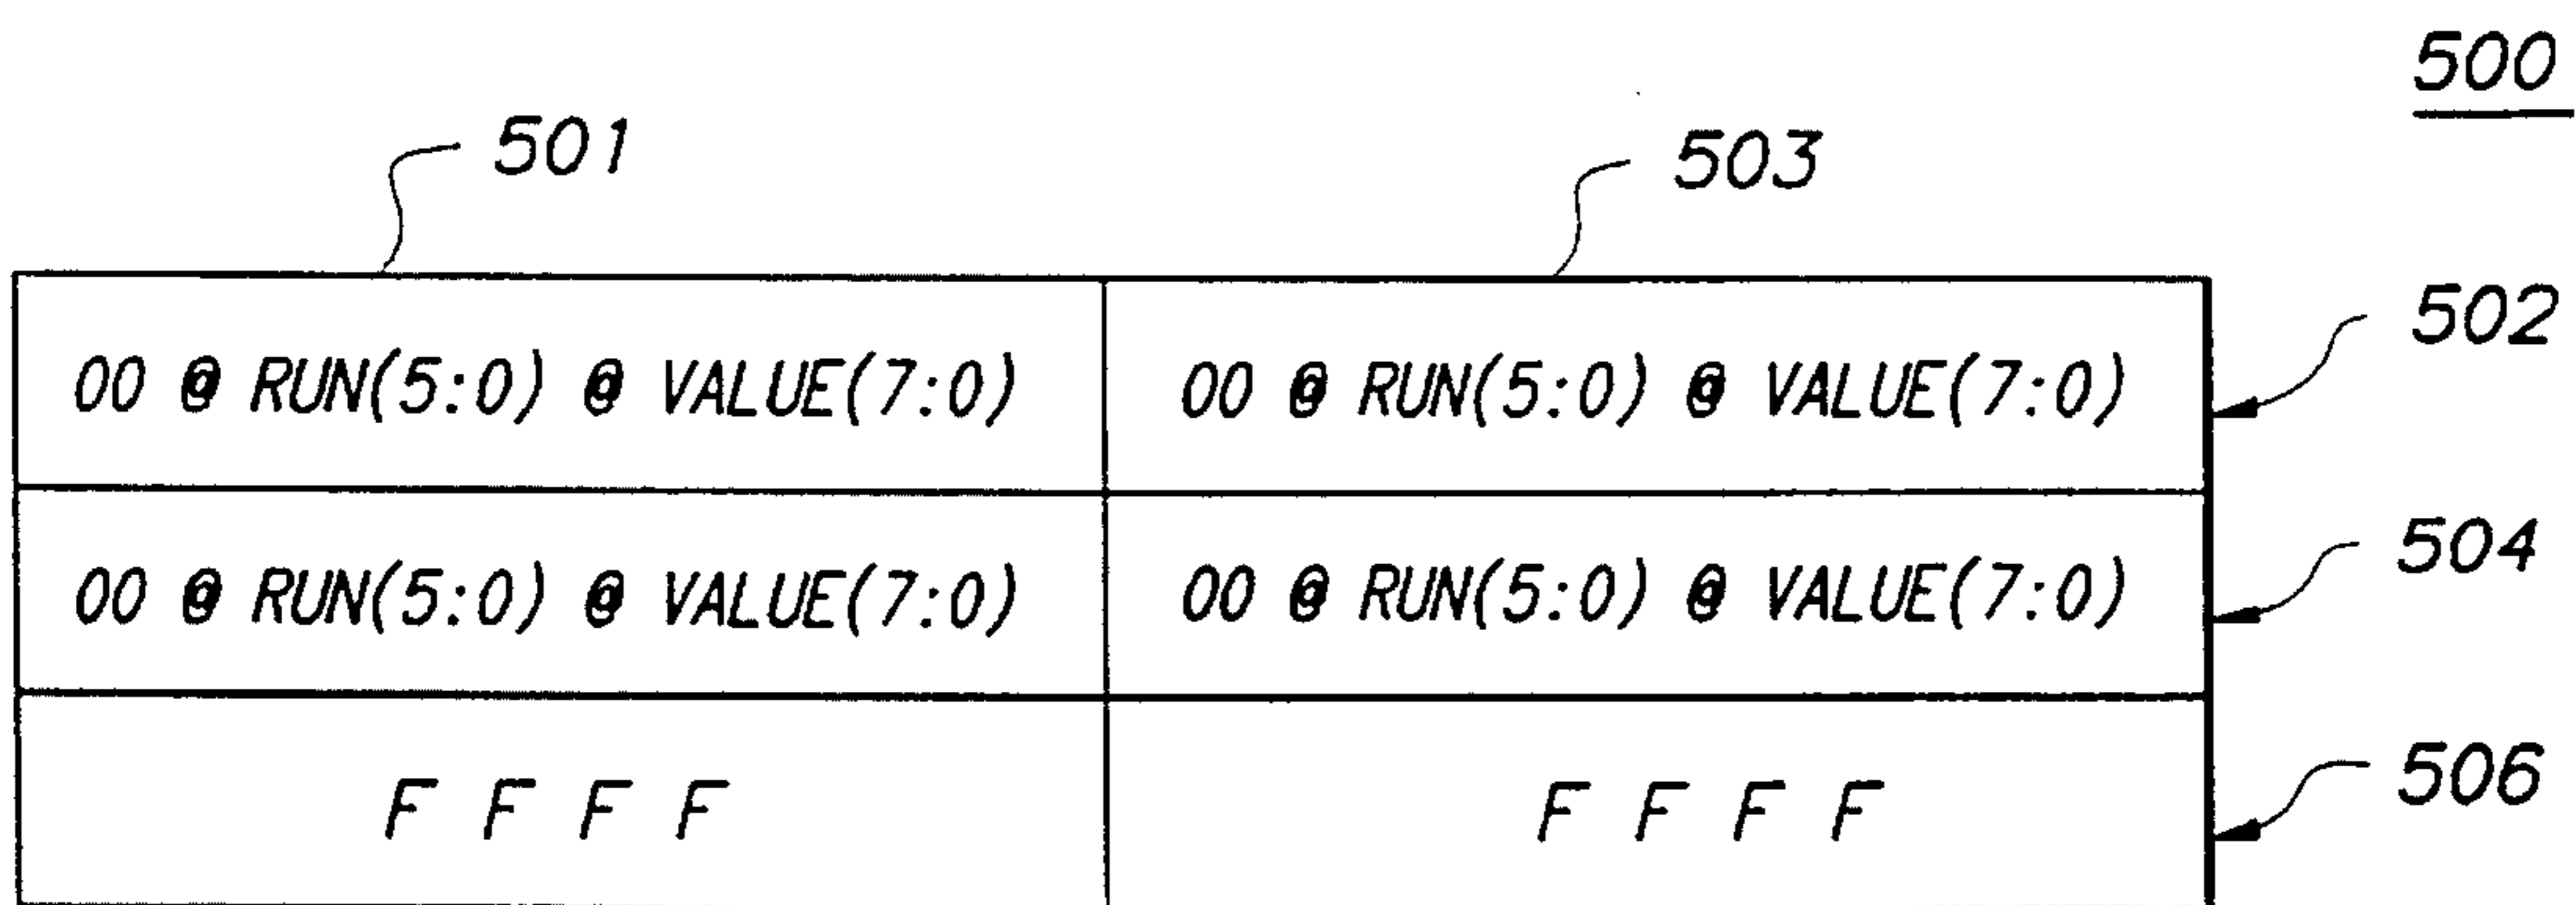 500
501 503
00 @ RUN(5:0) @ VALUE(7:0) 00 @ RUN(5:0) @ VALUE(7:0) 502
00 @ RUN(5:0) @ VALUE(7:0) 00 @ RUN(5:0) @ VALUE(7:0) 504
F F F F F F F F 506